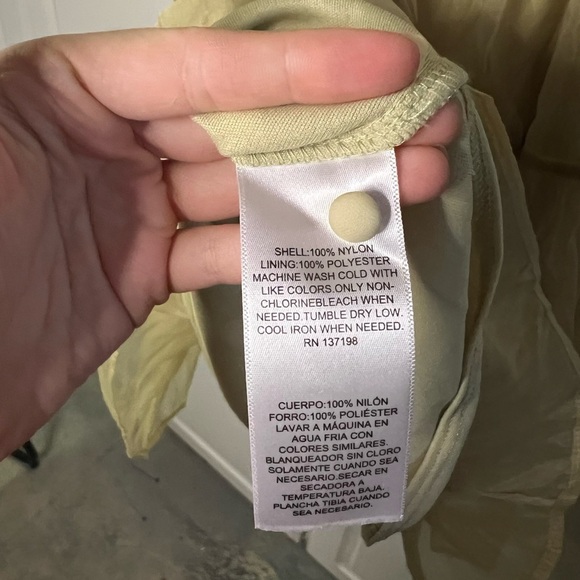 SHELL:100% NYLON
LINING:100% POLYESTER
MACHINE WASH COLD WITH
LIKE COLORS.ONLY NON-
CHLORINEBLEACH WHEN
NEEDED.TUMBLE DRY LOW.
COOL IRON WHEN NEEDED.
RN 137198
CUERPO:100% NILÓN
FORRO:100% POLIÉSTER
LAVAR A MÁQUINA EN
AGUA FRIA CON
COLORES SIMILARES.
BLANQUEADOR SIN CLORO
SOLAMENTE CUANDO SEA
NECESARIO.SECAR EN
SECADORA A
TEMPERATURA BAJA.
PLANCHA TIBIA CUANDO
SEA NECESARIO.